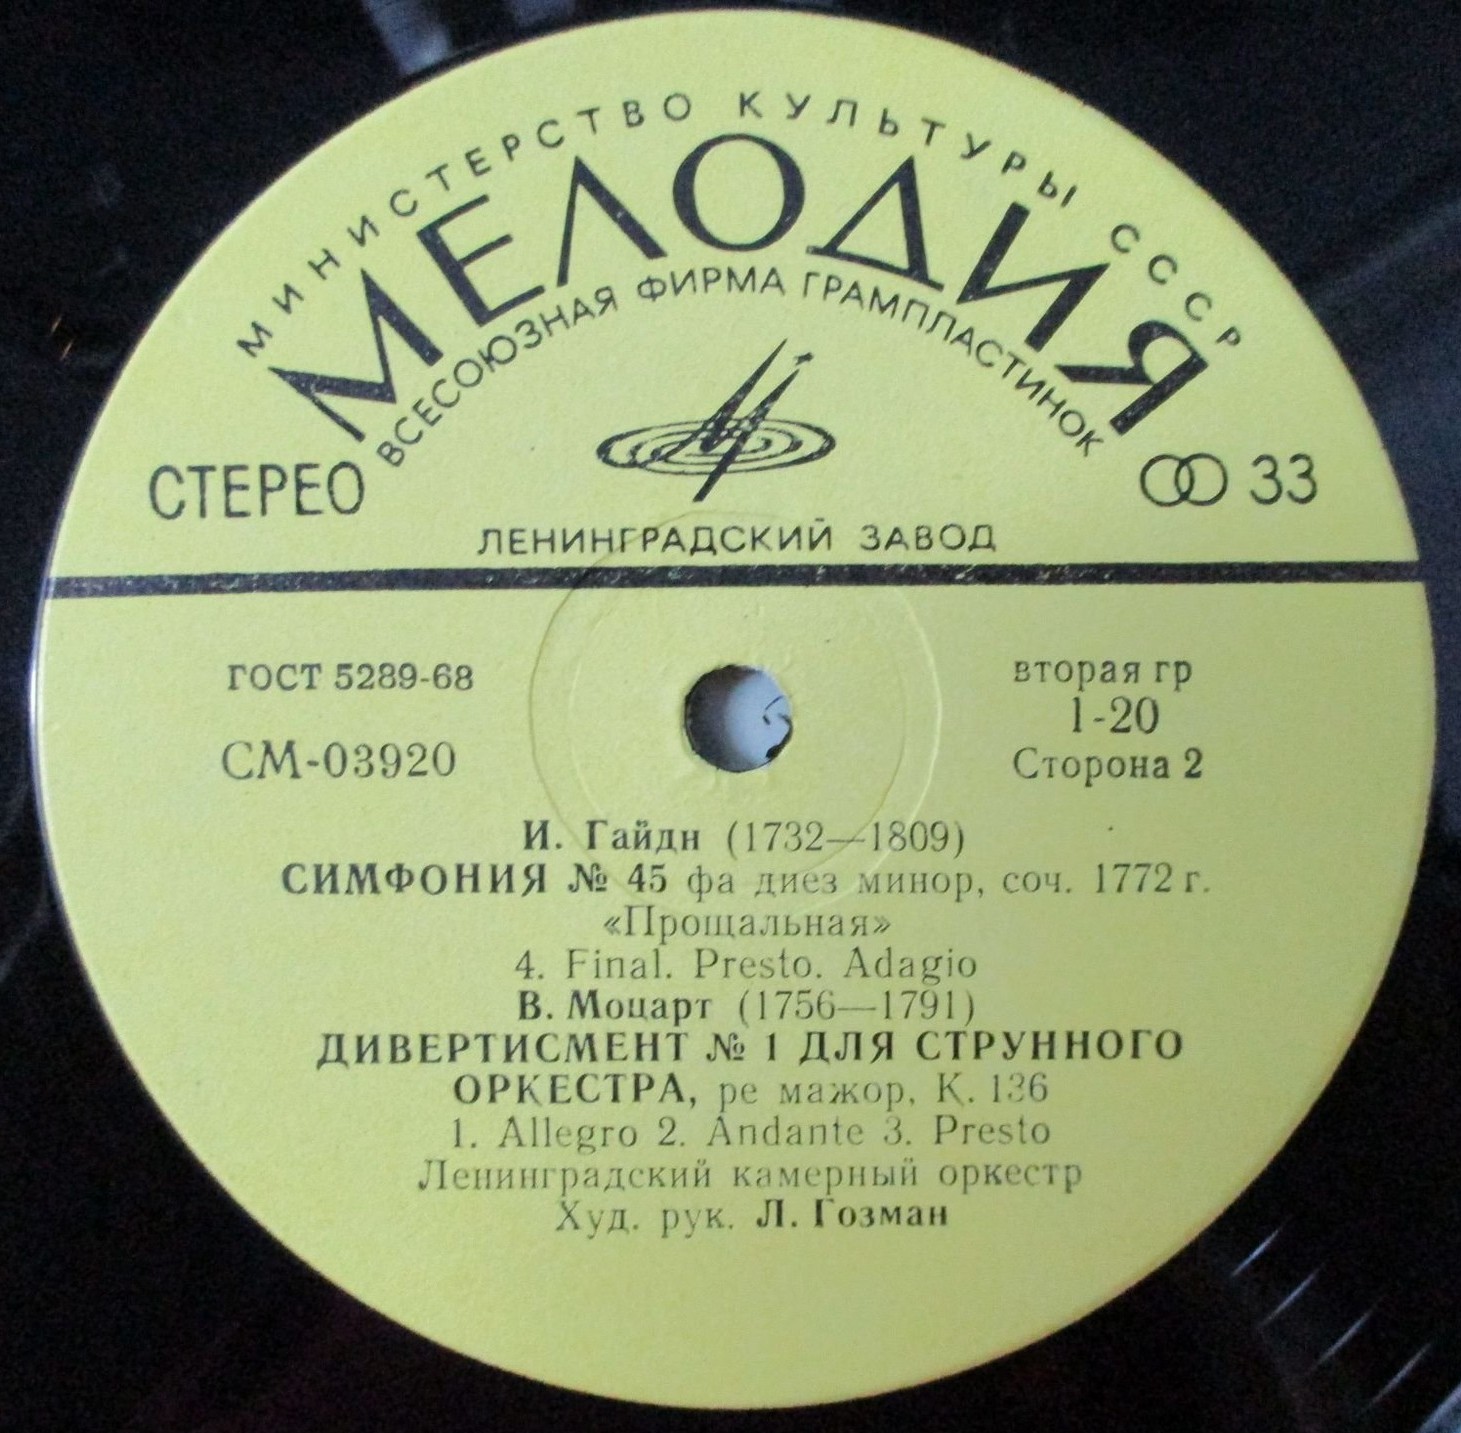 МИНИСТЕРСТВО КУЛЬТУРЫ СССР
МЕЛОДИЯ
ВСЕСОЮЗНАЯ ФИРМА ГРАМПЛАСТИНОК
СТЕРЕО
33
ЛЕНИНГРАДСКИЙ ЗАВОД
ГОСТ 5289-68
вторая гр
1-20
СМ-03920
Сторона 2
И. Гайдн (1732—1809)
СИМФОНИЯ № 45 фа диез минор, соч. 1772 г.
«Прощальная»
4. Final. Presto. Adagio
В. Моцарт (1756—1791)
ДИВЕРТИСМЕНТ № 1 ДЛЯ СТРУННОГО
ОРКЕСТРА, ре мажор, К. 136
1. Allegro 2. Andante 3. Presto
Ленинградский камерный оркестр
Худ. рук. Л. Гозман